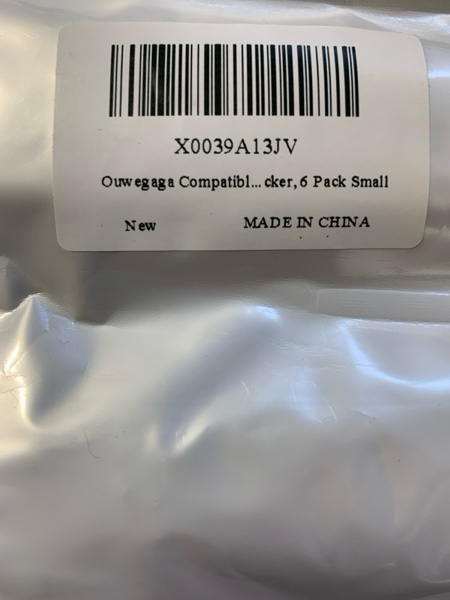 X0039A13JV
Ouwegaga Compatibl... cker, 6 Pack Small
New MADE IN CHINA